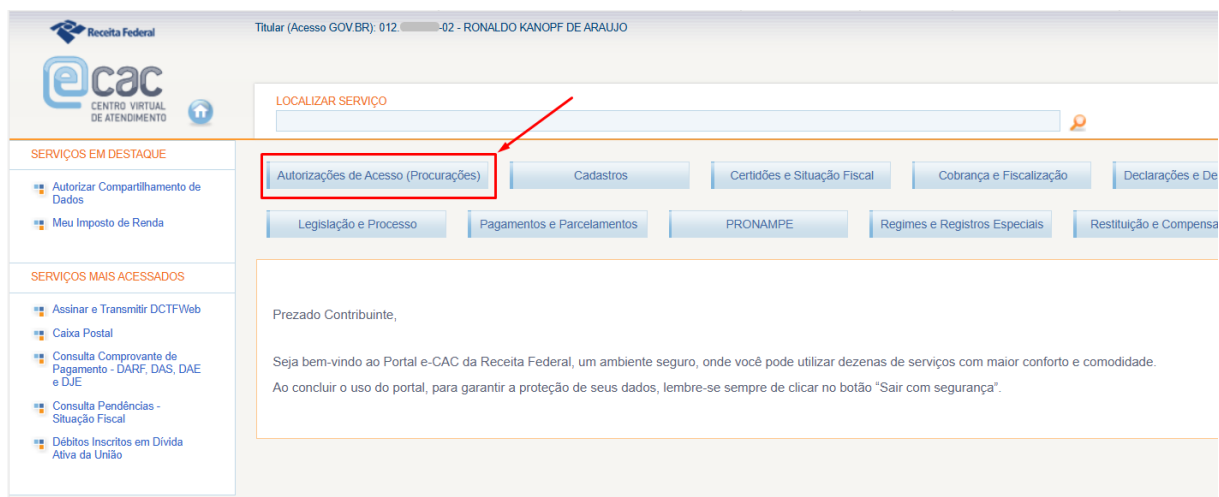 Receita Federal
Titular (Acesso GOV.BR): 012. -02 - RONALDO KANOPF DE ARAUJO
e cac
CENTRO VIRTUAL
DE ATENDIMENTO
LOCALIZAR SERVIÇO
SERVIÇOS EM DESTAQUE
Autorizar Compartilhamento de
Dados
Meu Imposto de Renda
SERVIÇOS MAIS ACESSADOS
Assinar e Transmitir DCTFWeb
Caixa Postal
Consulta Comprovante de
Pagamento - DARF, DAS, DAE
e DJE
Consulta Pendências -
Situação Fiscal
Débitos Inscritos em Dívida
Ativa da União
Autorizações de Acesso (Procurações) Cadastros Certidões e Situação Fiscal Cobrança e Fiscalização Declarações e De
Legislação e Processo Pagamentos e Parcelamentos PRONAMPE Regimes e Registros Especiais Restituição e Compensa
Prezado Contribuinte,
Seja bem-vindo ao Portal e-CAC da Receita Federal, um ambiente seguro, onde você pode utilizar dezenas de serviços com maior conforto e comodidade.
Ao concluir o uso do portal, para garantir a proteção de seus dados, lembre-se sempre de clicar no botão “Sair com segurança”.